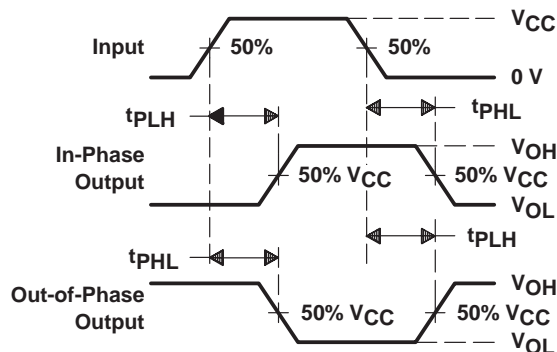 VCC
Input
50%
50%
0 V
tPLH
tPHL
In-Phase
Output
VOH
50% VCC
50% VCC
VOL
tPHL
tPLH
Out-of-Phase
Output
VOH
50% VCC
50% VCC
VOL